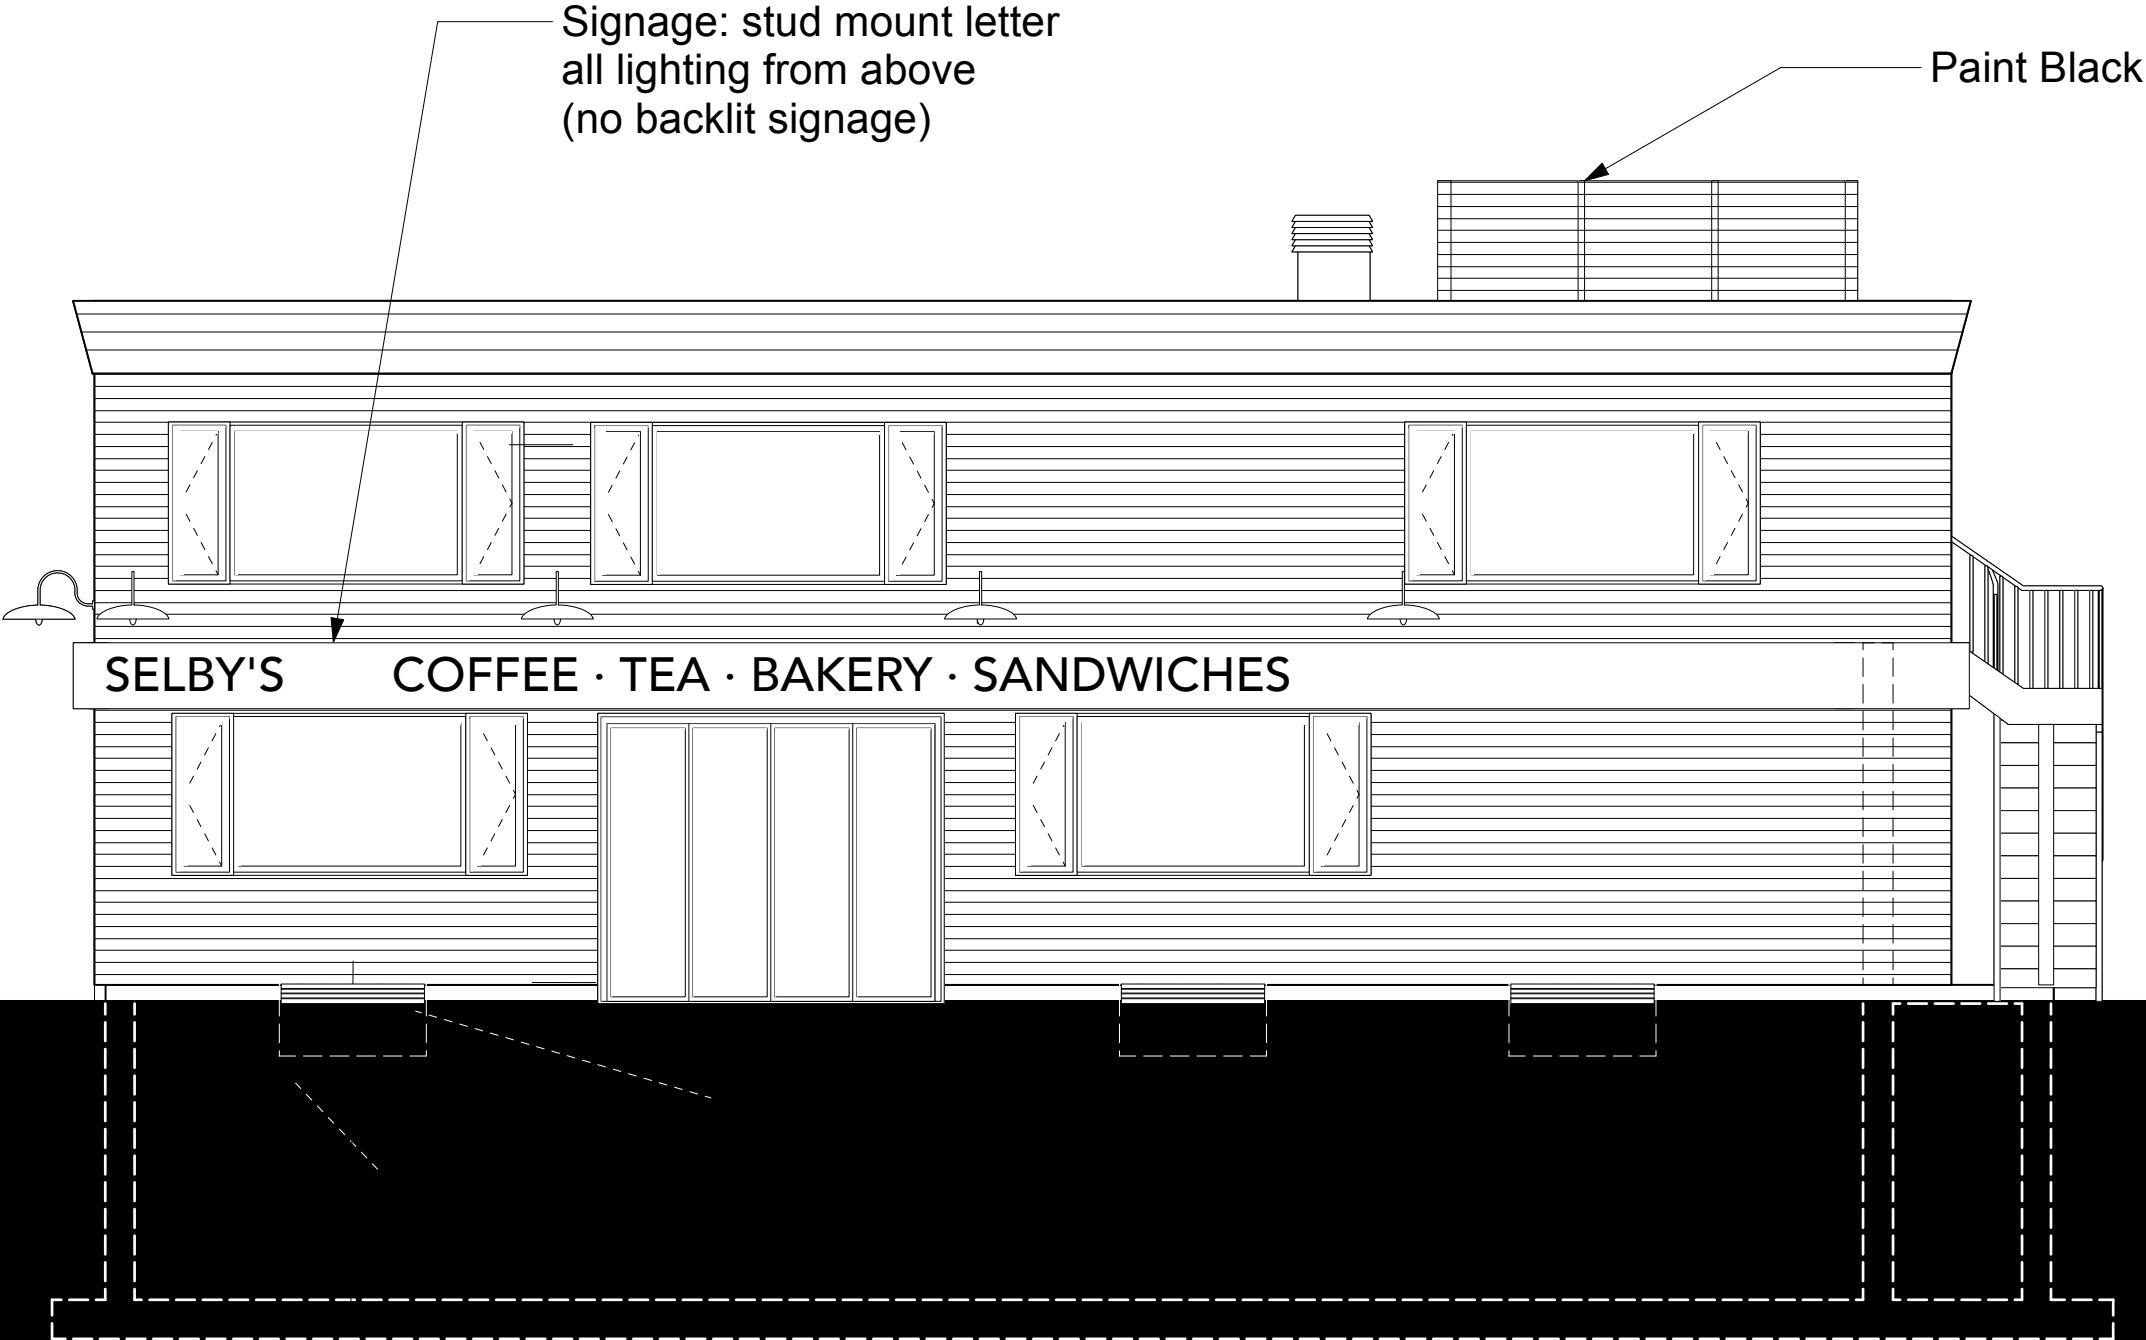 Signage: stud mount letter
all lighting from above
(no backlit signage)
Paint Black
SELBY'S COFFEE · TEA · BAKERY · SANDWICHES